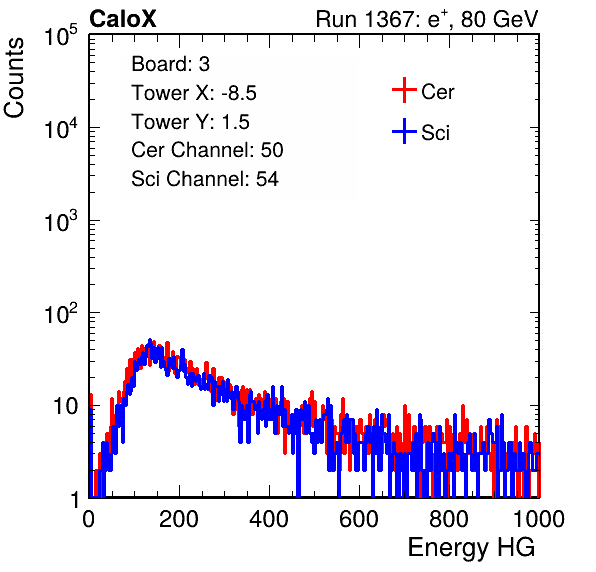 CaloX Run 1367: e⁺, 80 GeV
Board: 3
Tower X: -8.5
Tower Y: 1.5
Cer Channel: 50
Sci Channel: 54
Cer
Sci
Counts
10⁵
10⁴
10³
10²
10
1
0 200 400 600 800 1000
Energy HG